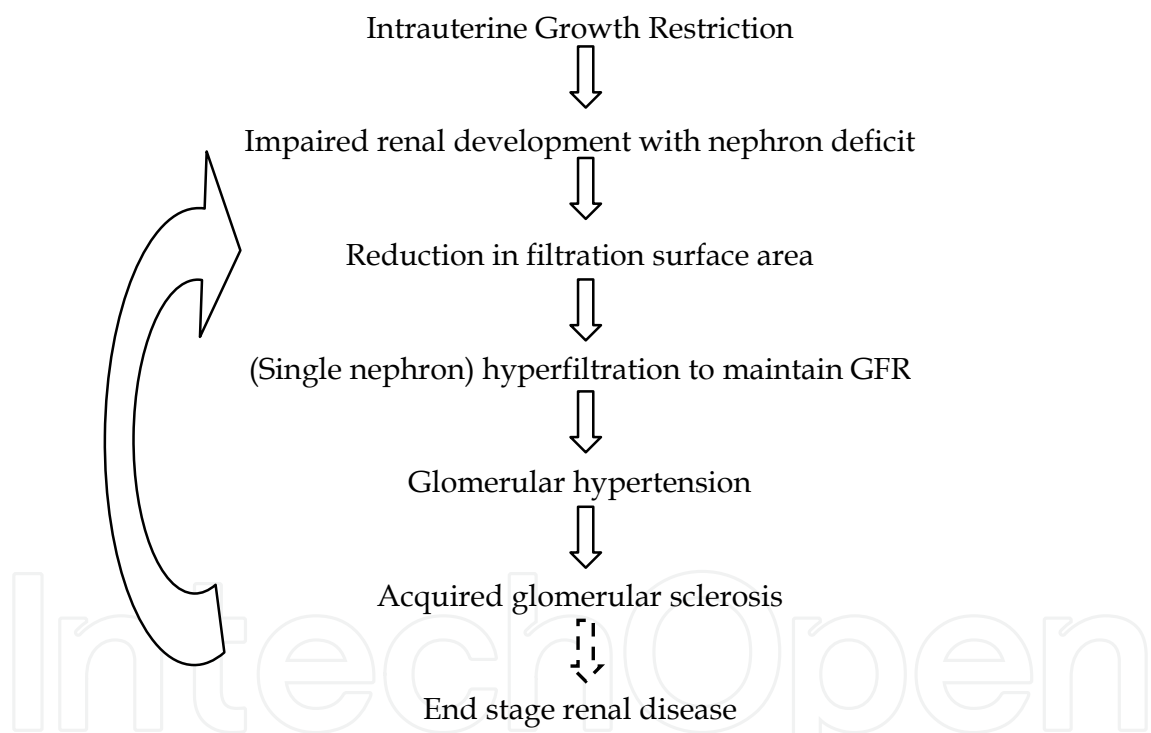 Intrauterine Growth Restriction
Impaired renal development with nephron deficit
Reduction in filtration surface area
(Single nephron) hyperfiltration to maintain GFR
Glomerular hypertension
Acquired glomerular sclerosis
End stage renal disease
IntechOpen